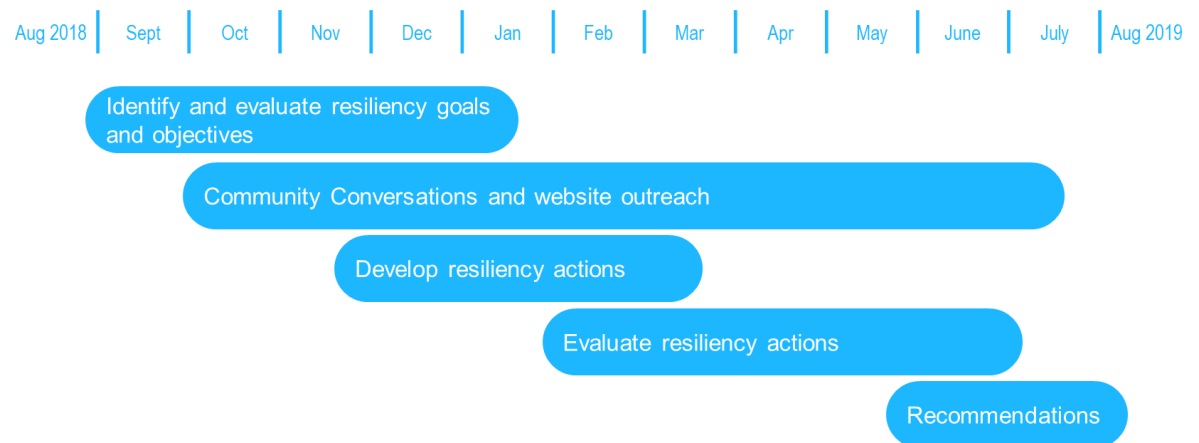 Aug 2018 Sept Oct Nov Dec Jan Feb Mar Apr May June July Aug 2019
Identify and evaluate resiliency goals
and objectives
Community Conversations and website outreach
Develop resiliency actions
Evaluate resiliency actions
Recommendations